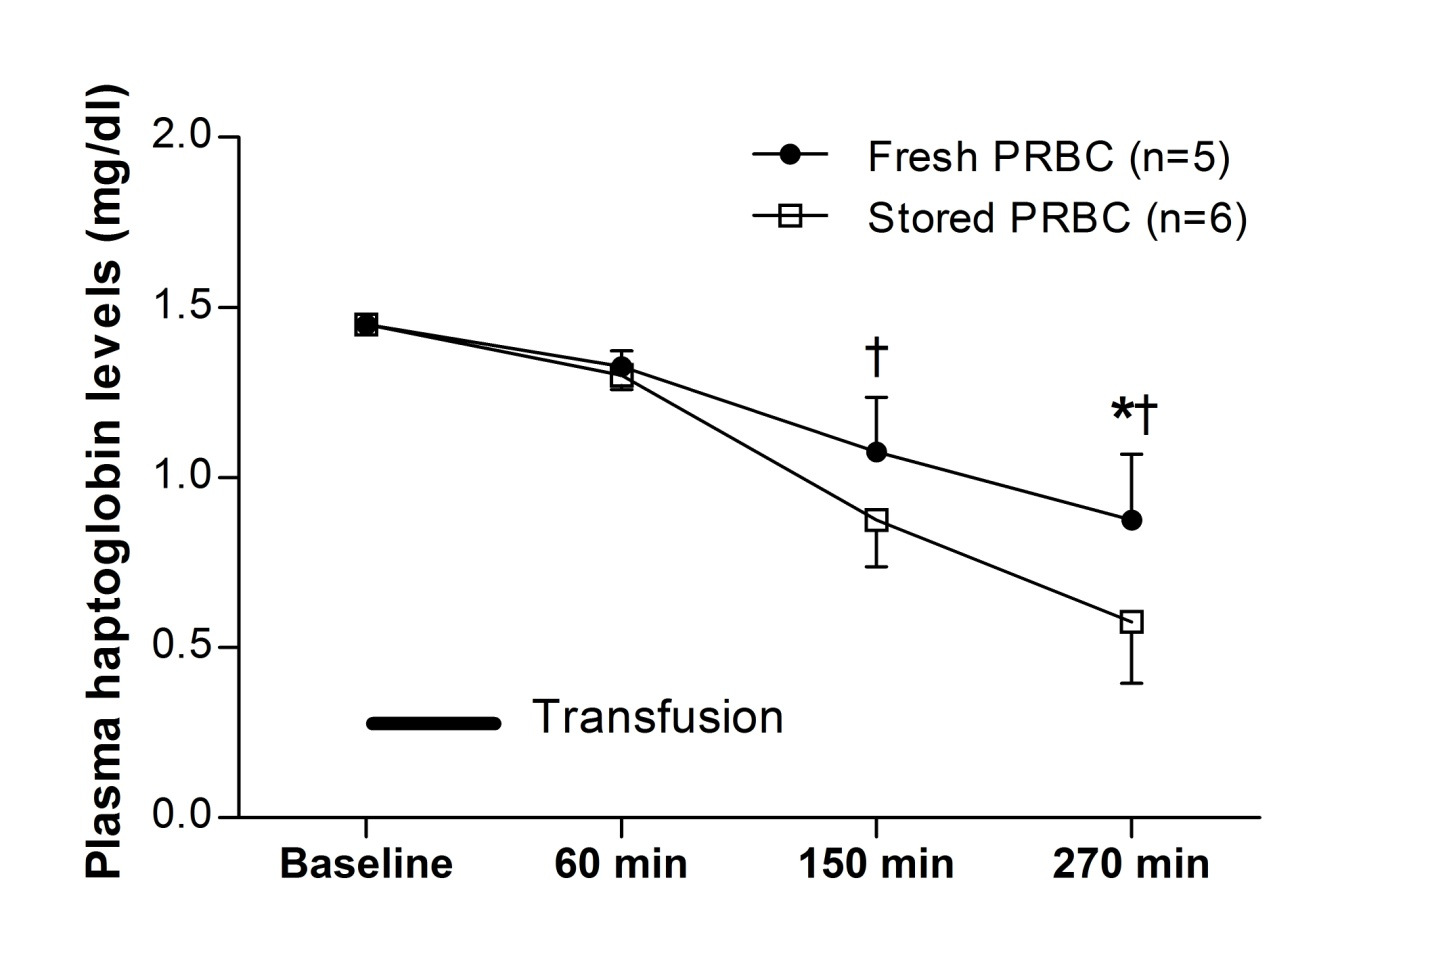 Plasma haptoglobin levels (mg/dl)
2.0
1.5
1.0
0.5
0.0
Fresh PRBC (n=5)
Stored PRBC (n=6)
†
*†
Transfusion
Baseline
60 min
150 min
270 min